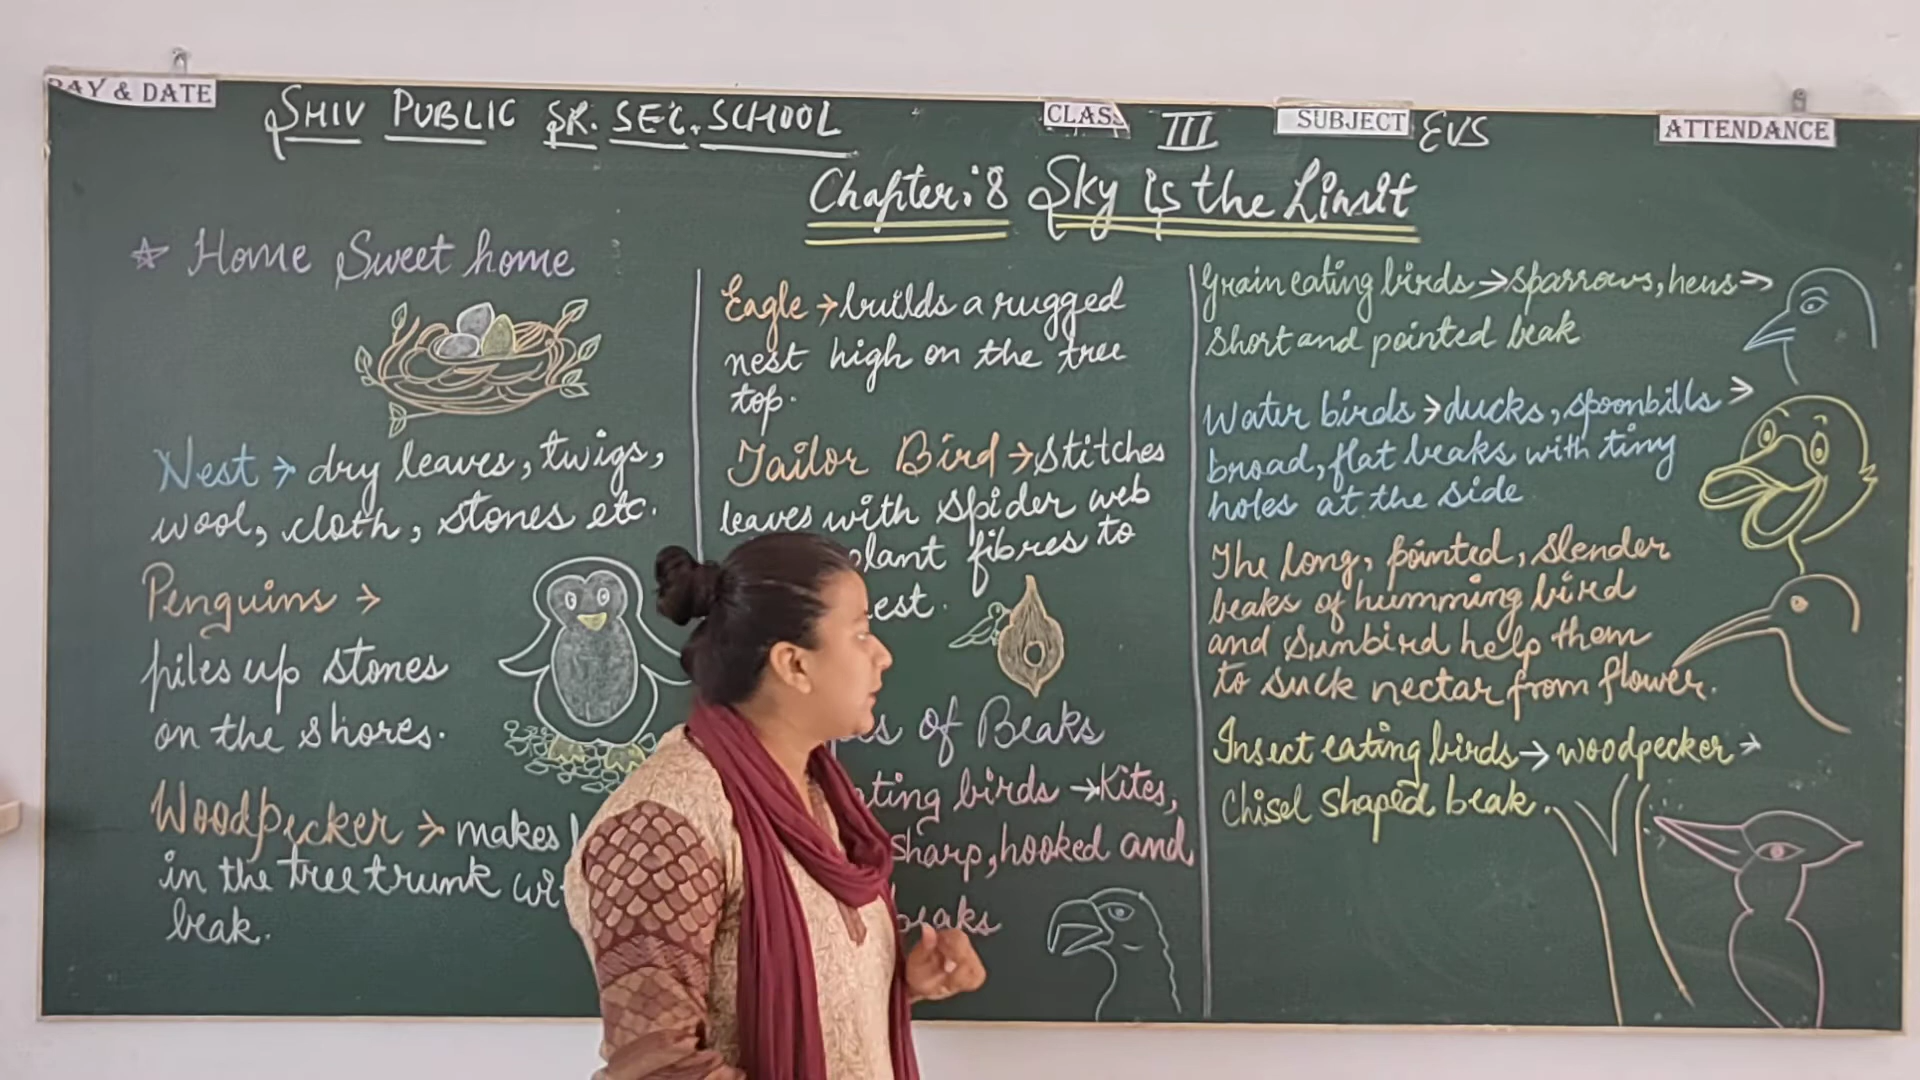 DAY & DATE
SHIV PUBLIC SR. SEC. SCHOOL
CLASS III
SUBJECT EVS
ATTENDANCE
Chapter:8 Sky is the Limit
☆ Home Sweet home
Nest → dry leaves, twigs,
wool, cloth, stones etc.
Penguins →
piles up stones
on the shores.
Woodpecker → makes
in the tree trunk
beak.
Eagle → builds a rugged
nest high on the tree
top.
Tailor Bird → stitches
leaves with spider web
plant fibres to
of Beaks
birds → Kites,
sharp, hooked and
beaks
Grain eating birds → sparrows, hens →
short and pointed beak
Water birds → ducks, spoonbills →
broad, flat beaks with tiny
holes at the side
The long, pointed, slender
beaks of humming bird
and sunbird help them
to suck nectar from flower.
Insect eating birds → woodpecker →
Chisel shaped beak.